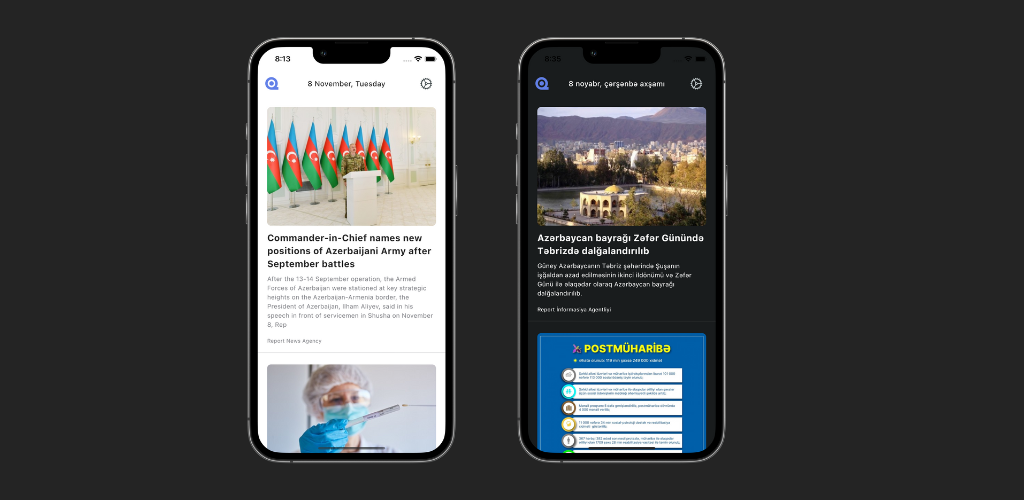 8:13
8 November, Tuesday
Commander-in-Chief names new
positions of Azerbaijani Army after
September battles
After the 13-14 September operation, the Armed
Forces of Azerbaijan were stationed at key strategic
heights on the Azerbaijan-Armenia border, the
President of Azerbaijan, Ilham Aliyev, said in his
speech in front of servicemen in Shusha on November
8, Rep
Report News Agency
8:35
8 noyabr, çərşənbə axşamı
Azərbaycan bayrağı Zəfər Günündə
Təbrizdə dalğalandırılıb
Güney Azərbaycanın Təbriz şəhərində Şuşanın
işğaldan azad edilməsinin ikinci ildönümü və Zəfər
Günü ilə əlaqədar olaraq Azərbaycan bayrağı
dalğalandırılıb.
Report İnformasiya Agentliyi
POSTMÜHARİBƏ